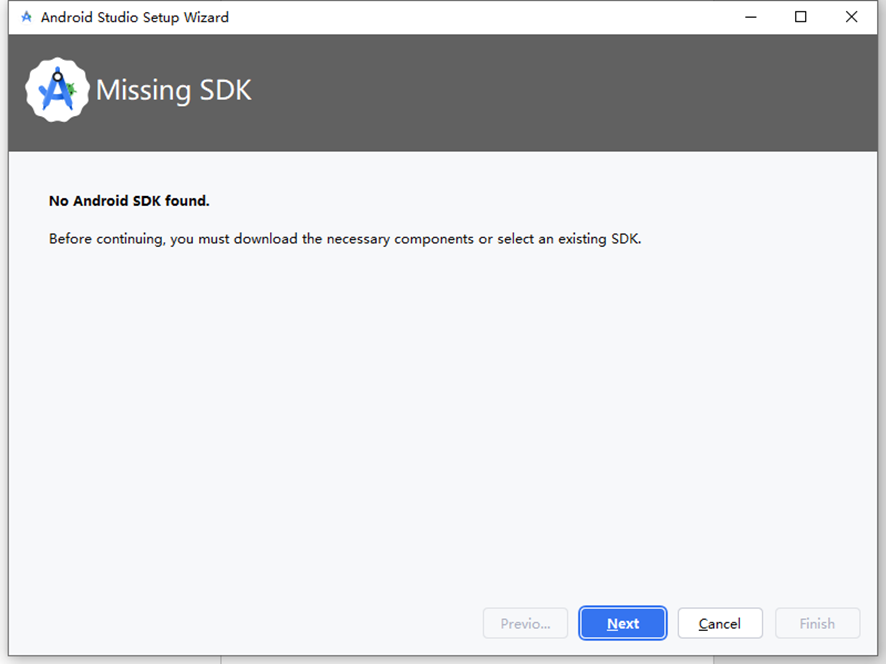 Android Studio Setup Wizard
Missing SDK
No Android SDK found.
Before continuing, you must download the necessary components or select an existing SDK.
Previo... Next Cancel Finish